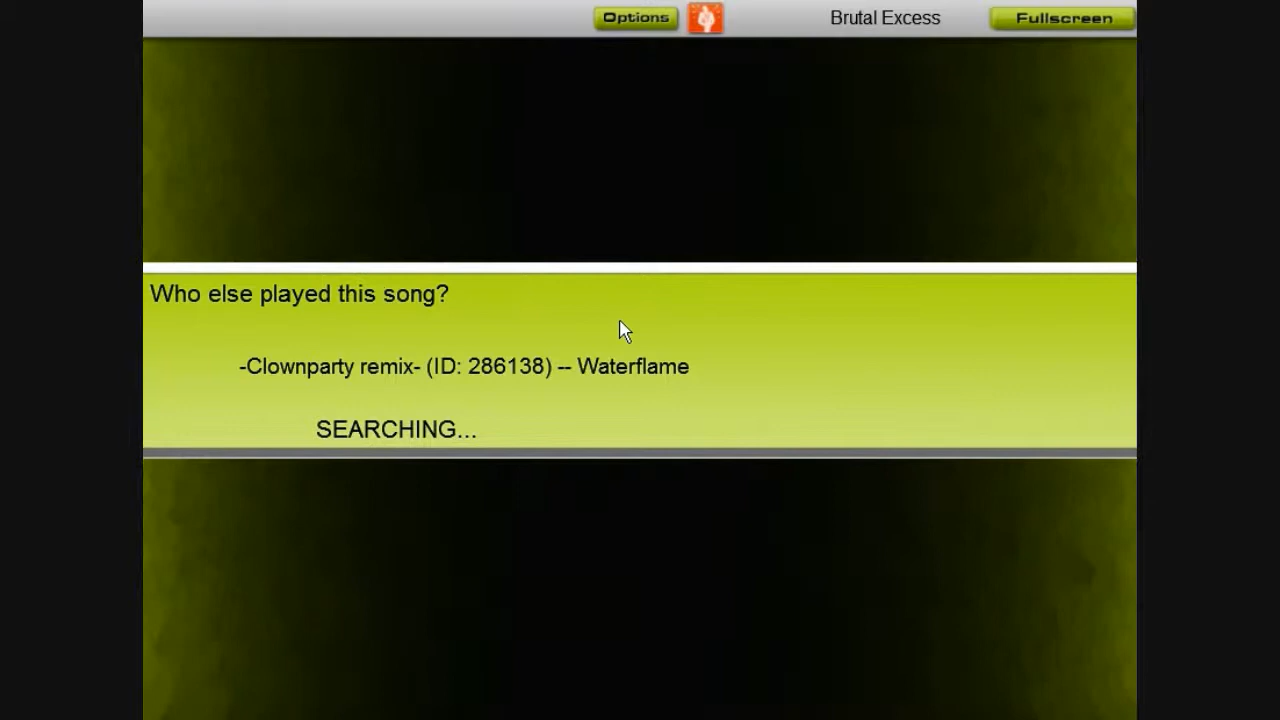 Options
Brutal Excess
Fullscreen
Who else played this song?
-Clownparty remix- (ID: 286138) -- Waterflame
SEARCHING...